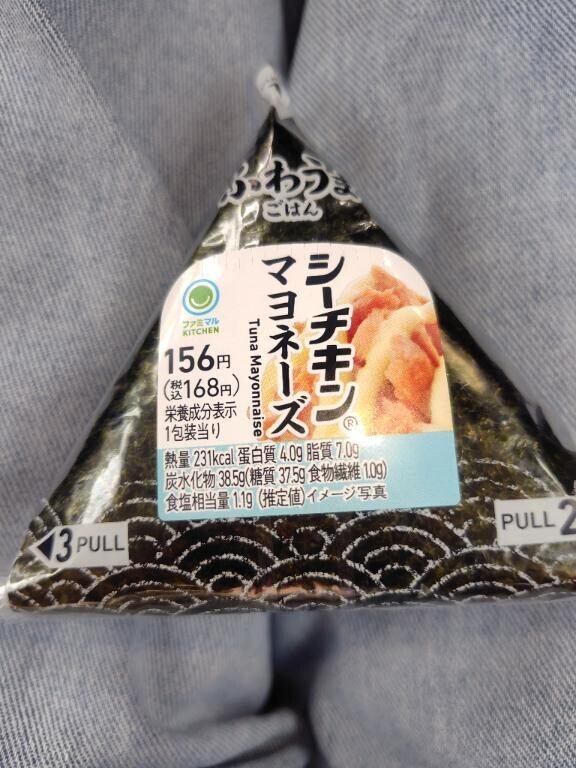 ふわうま
ごはん
シーチキン®
マヨネーズ
Tuna Mayonnaise
ファミマル
KITCHEN
156円
(税込168円)
栄養成分表示
1包装当り
熱量 231kcal 蛋白質 4.0g 脂質 7.0g
炭水化物 38.5g(糖質 37.5g 食物繊維 1.0g)
食塩相当量 1.1g (推定値) イメージ写真
3 PULL
PULL 2